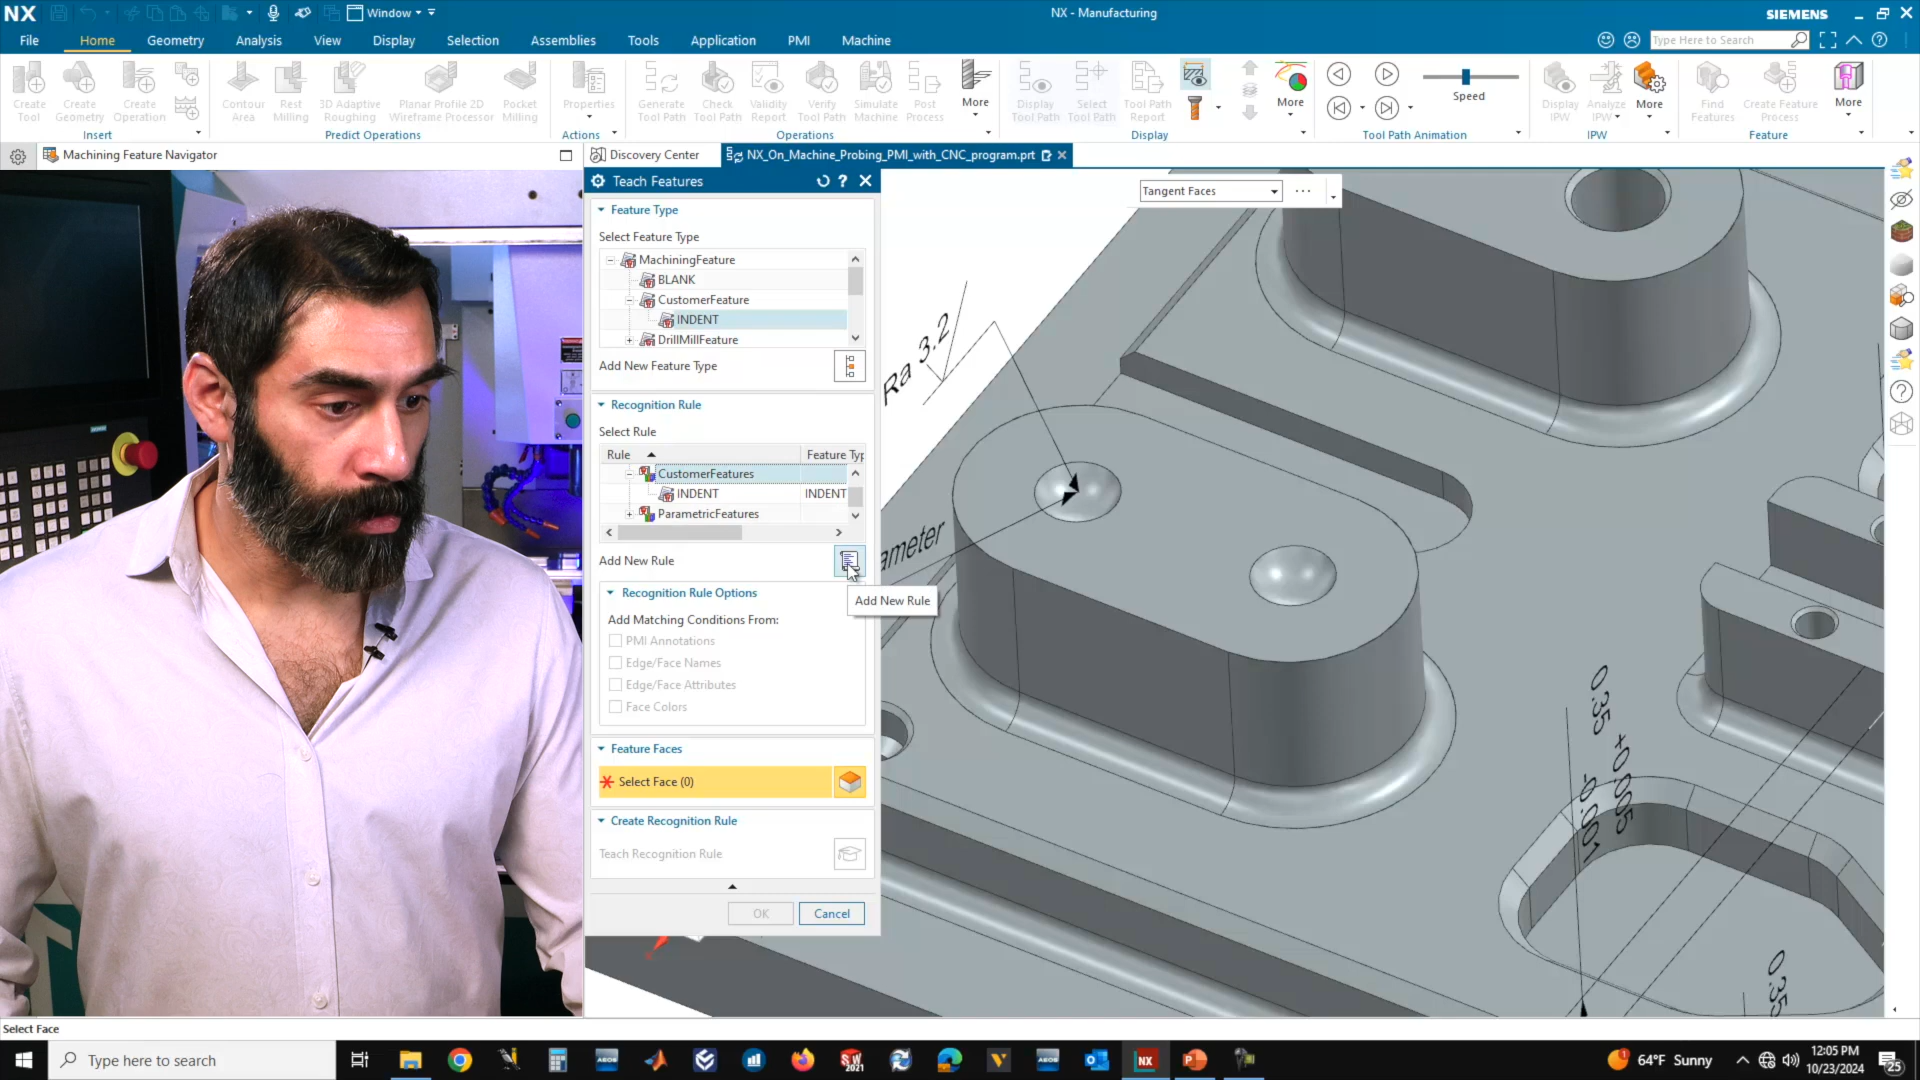 NX
Window
NX - Manufacturing
SIEMENS
File
Home
Geometry
Analysis
View
Display
Selection
Assemblies
Tools
Application
PMI
Machine
Type Here to Search
Create Tool
Create Geometry
Create Operation
Contour Area
Rest Milling
3D Adaptive Roughing
Planar Profile 2D Wireframe Processor
Pocket Milling
Properties
Generate Tool Path
Check Tool Path
Validity Report
Verify Tool Path
Simulate Machine
Post Process
More
Display Tool Path
Select Tool Path
Tool Path Report
More
Speed
Display IPW
Analyze IPW
More
Find Features
Create Feature Process
More
Insert
Predict Operations
Actions
Operations
Display
Tool Path Animation
IPW
Feature
Machining Feature Navigator
Discovery Center
NX_On_Machine_Probing_PMI_with_CNC_program.prt
Teach Features
Tangent Faces
Feature Type
Select Feature Type
MachiningFeature
BLANK
CustomerFeature
INDENT
DrillMillFeature
Add New Feature Type
Recognition Rule
Select Rule
Rule
Feature Typ
CustomerFeatures
INDENT
INDENT
ParametricFeatures
Add New Rule
Recognition Rule Options
Add New Rule
Add Matching Conditions From:
PMI Annotations
Edge/Face Names
Edge/Face Attributes
Face Colors
Feature Faces
Select Face (0)
Create Recognition Rule
Teach Recognition Rule
OK
Cancel
Ra 3.2
ameter
0.35
+0.005
-0.001
0.35
Select Face
Type here to search
64°F Sunny
12:05 PM
10/23/2024
25